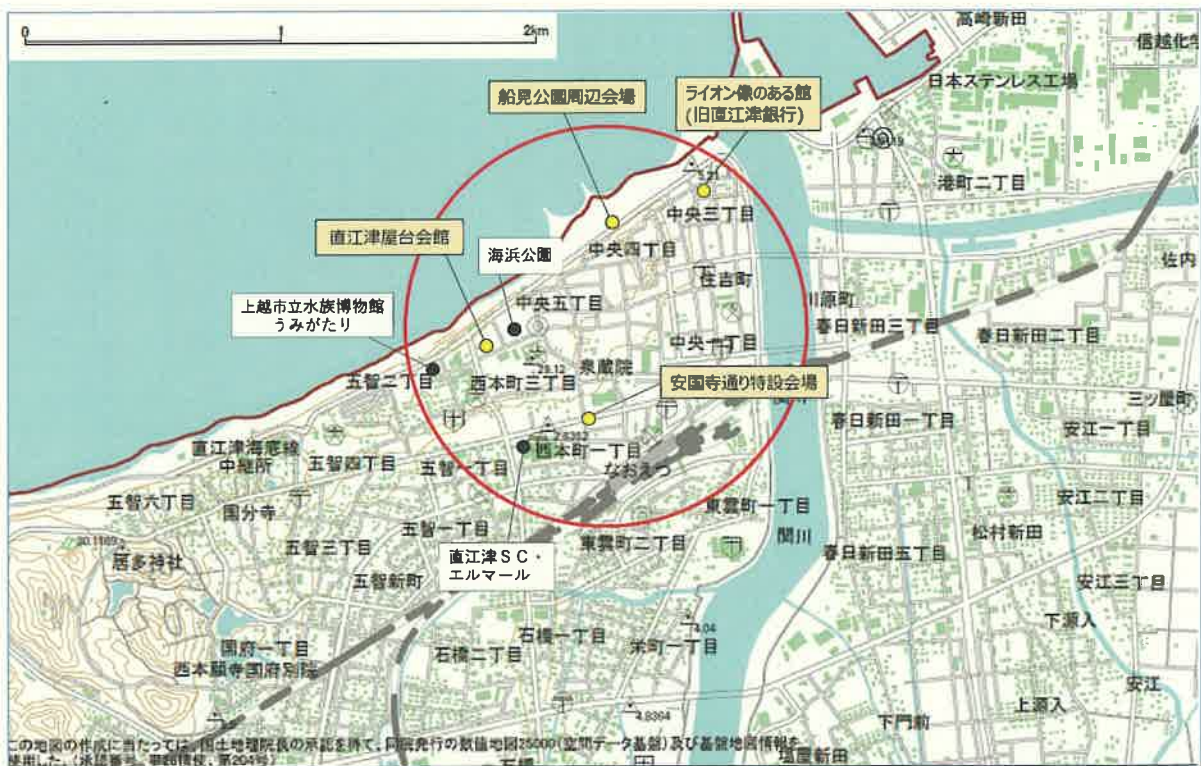 0 1 2km
高崎新田
信越化
日本ステンレス工場
船見公園周辺会場
ライオン像のある館
(旧直江津銀行)
港町二丁目
中央三丁目
直江津屋台会館
海浜公園
中央四丁目
住吉町
佐内
上越市立水族博物館
うみがたり
中央五丁目
川原町
春日新田三丁目
春日新田二丁目
中央一丁目
五智二丁目
西本町三丁目
泉蔵院
安国寺通り特設会場
関川
三ツ屋町
春日新田一丁目
安江一丁目
直江津海底線
中継所
五智四丁目
五智一丁目
西本町一丁目
なおえつ
五智六丁目
国分寺
安江二丁目
東雲町一丁目
五智三丁目
五智一丁目
東雲町二丁目
関川
松村新田
春日新田五丁目
居多神社
直江津SC・
エルマール
五智新町
安江三丁目
下源入
4.04
石橋一丁目
栄町一丁目
国府一丁目
石橋二丁目
西本願寺国府別院
安江
上源入
4.8364
下門前
この地図の作成に当たっては、国土地理院長の承認を得て、同院発行の数値地図25000(空間データ基盤)及び基盤地図情報を
使用した。
石橋
塩屋新田